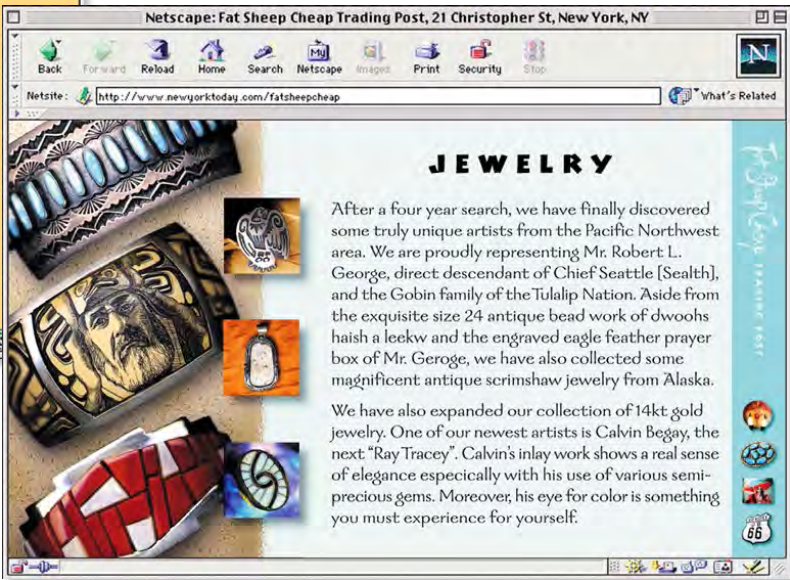 Netscape: Fat Sheep Cheap Trading Post, 21 Christopher St, New York, NY
Back Forward Reload Home Search Netscape Images Print Security Stop
My
N
Netsite: http://www.newyorktoday.com/fatsheepcheap What's Related
JEWELRY
After a four year search, we have finally discovered
some truly unique artists from the Pacific Northwest
area. We are proudly representing Mr. Robert L.
George, direct descendant of Chief Seattle [Sealth],
and the Gobin family of the Tulalip Nation. Aside from
the exquisite size 24 antique bead work of dwoohs
haish a leekw and the engraved eagle feather prayer
box of Mr. Geroge, we have also collected some
magnificent antique scrimshaw jewelry from Alaska.
We have also expanded our collection of 14kt gold
jewelry. One of our newest artists is Calvin Begay, the
next "Ray Tracey". Calvin's inlay work shows a real sense
of elegance especically with his use of various semi-
precious gems. Moreover, his eye for color is something
you must experience for yourself.
Fat Sheep Cheap TRADING POST
66